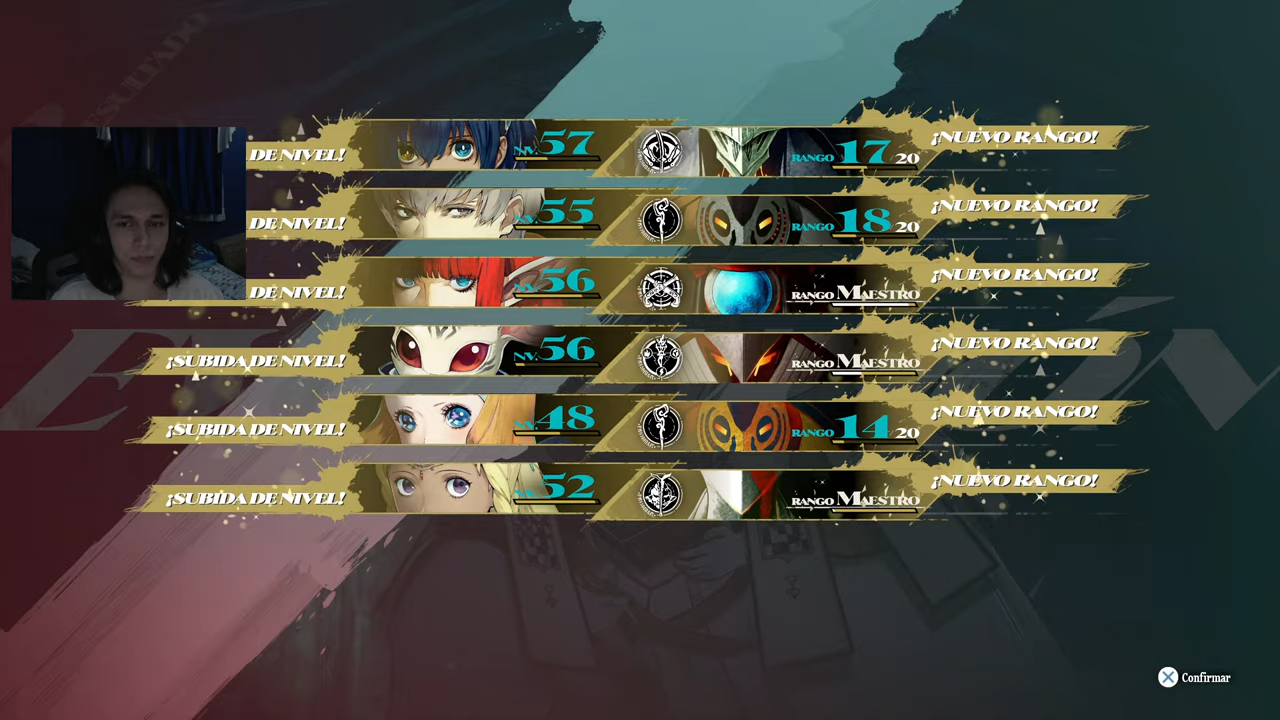 RESULTADO
DE NIVEL! NV. 57 RANGO 17/20 ¡NUEVO RANGO!
DE NIVEL! NV. 55 RANGO 18/20 ¡NUEVO RANGO!
DE NIVEL! NV. 56 RANGO MAESTRO ¡NUEVO RANGO!
¡SUBIDA DE NIVEL! NV. 56 RANGO MAESTRO ¡NUEVO RANGO!
¡SUBIDA DE NIVEL! NV. 48 RANGO 14/20 ¡NUEVO RANGO!
¡SUBIDA DE NIVEL! NV. 52 RANGO MAESTRO ¡NUEVO RANGO!
Confirmar